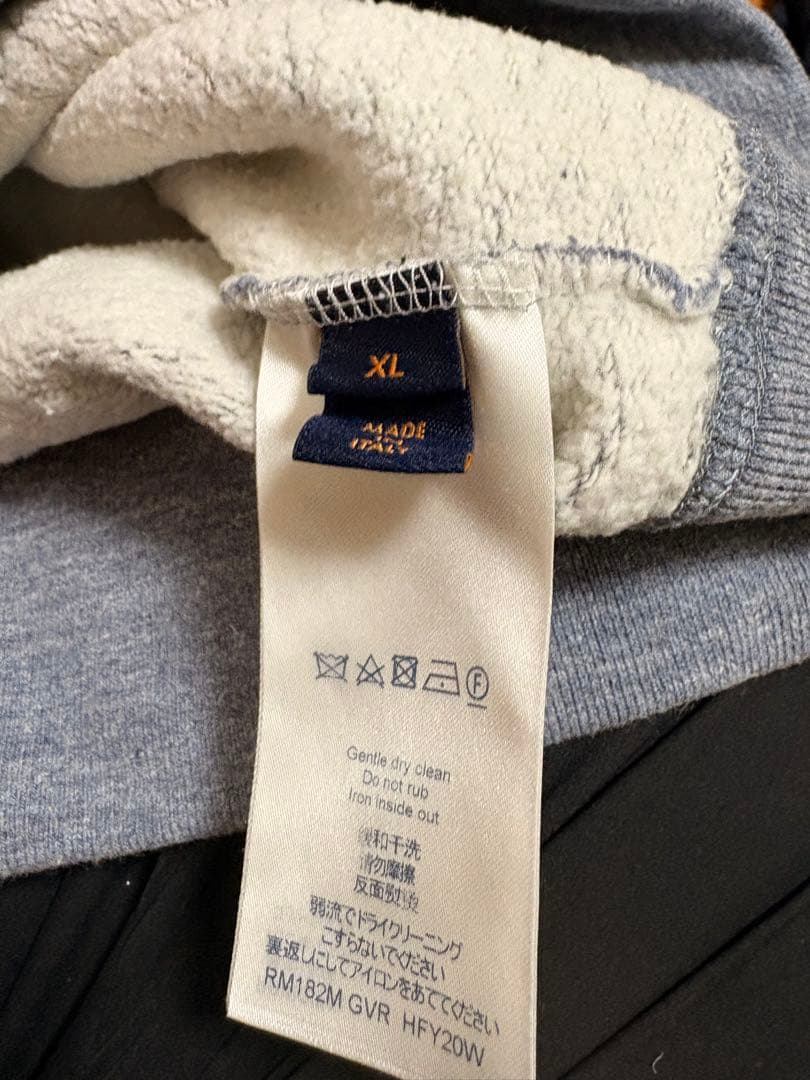 XL
MADE
IN
ITALY
F
Gentle dry clean
Do not rub
Iron inside out
缓和干洗
请勿摩擦
反面熨烫
弱流でドライクリーニング
こすらないでください
裏返しにしてアイロンをあててください
RM182M GVR HFY20W